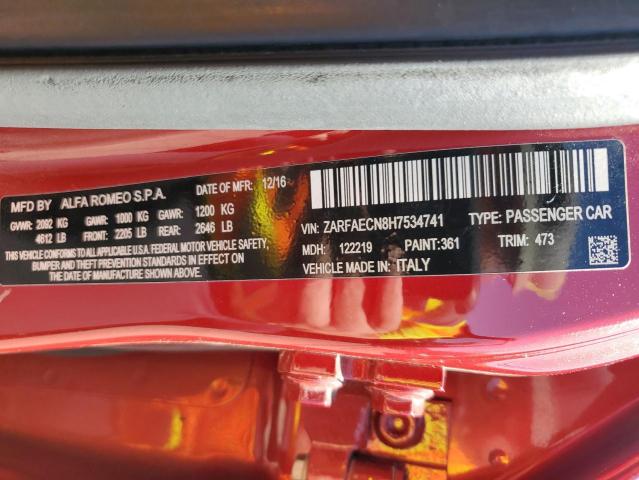 MFD BY ALFA ROMEO S.P.A. DATE OF MFR: 12/16
GVWR: 2092 KG GAWR: 1000 KG GAWR: 1200 KG
4612 LB FRONT: 2205 LB REAR: 2646 LB
THIS VEHICLE CONFORMS TO ALL FEDERAL MOTOR VEHICLE SAFETY,
BUMPER AND THEFT PREVENTION STANDARDS IN EFFECT ON THE
DATE OF MANUFACTURE SHOWN ABOVE.
VIN: ZARFAECN8H7534741 TYPE: PASSENGER CAR
MDH: 122219 PAINT:361 TRIM: 473
VEHICLE MADE IN: ITALY